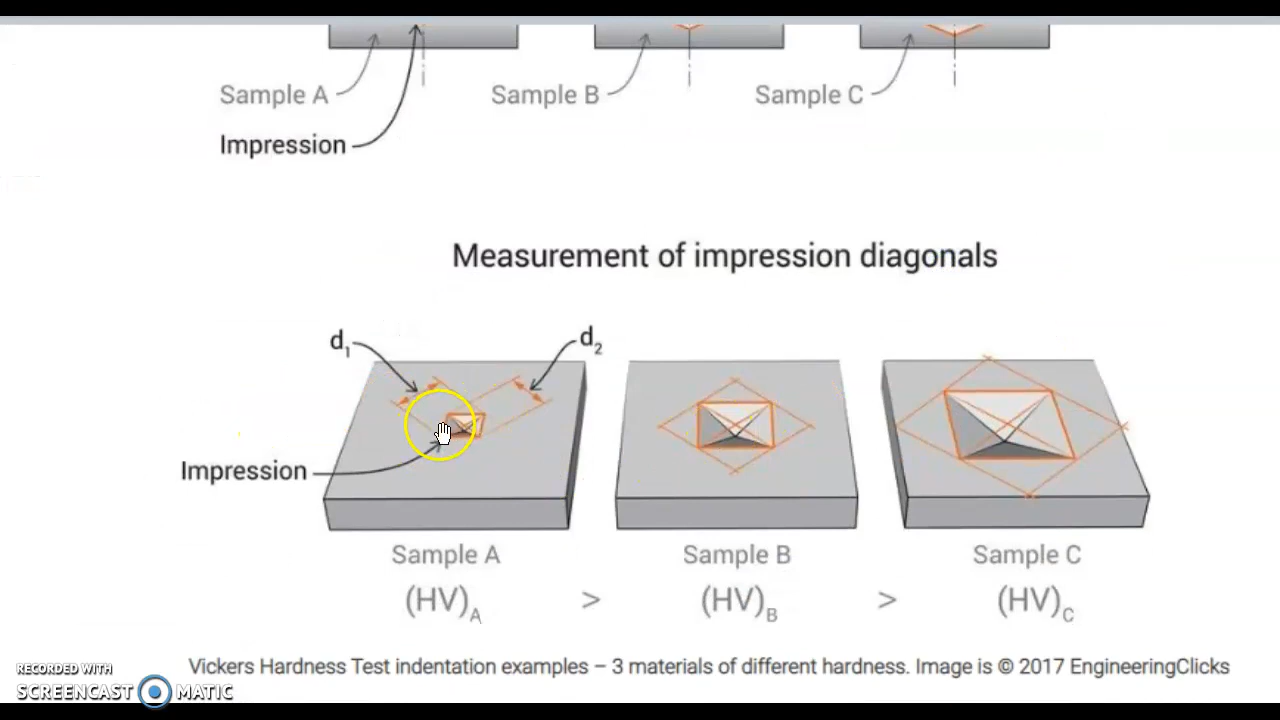 Sample A
Sample B
Sample C
Impression
Measurement of impression diagonals
d1
d2
Impression
Sample A
Sample B
Sample C
(HV)A > (HV)B > (HV)C
Vickers Hardness Test indentation examples – 3 materials of different hardness. Image is © 2017 EngineeringClicks
RECORDED WITH
SCREENCAST MATIC